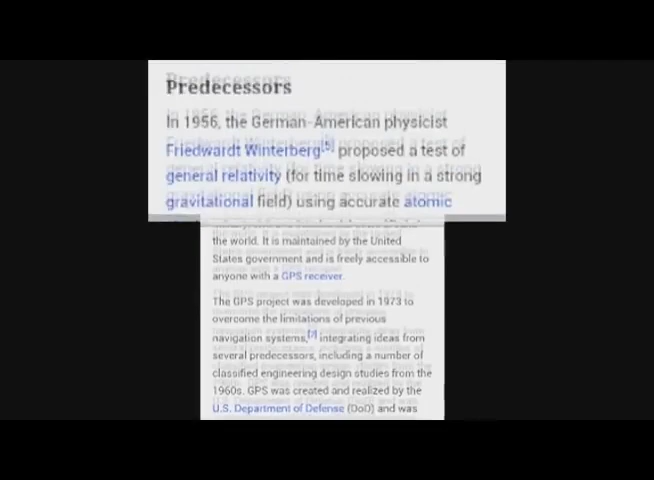 Predecessors
In 1956, the German-American physicist
Friedwardt Winterberg[5] proposed a test of
general relativity (for time slowing in a strong
gravitational field) using accurate atomic
the world. It is maintained by the United
States government and is freely accessible to
anyone with a GPS receiver.
The GPS project was developed in 1973 to
overcome the limitations of previous
navigation systems, integrating ideas from
several predecessors, including a number of
classified engineering design studies from the
1960s. GPS was created and realized by the
U.S. Department of Defense (DoD) and was